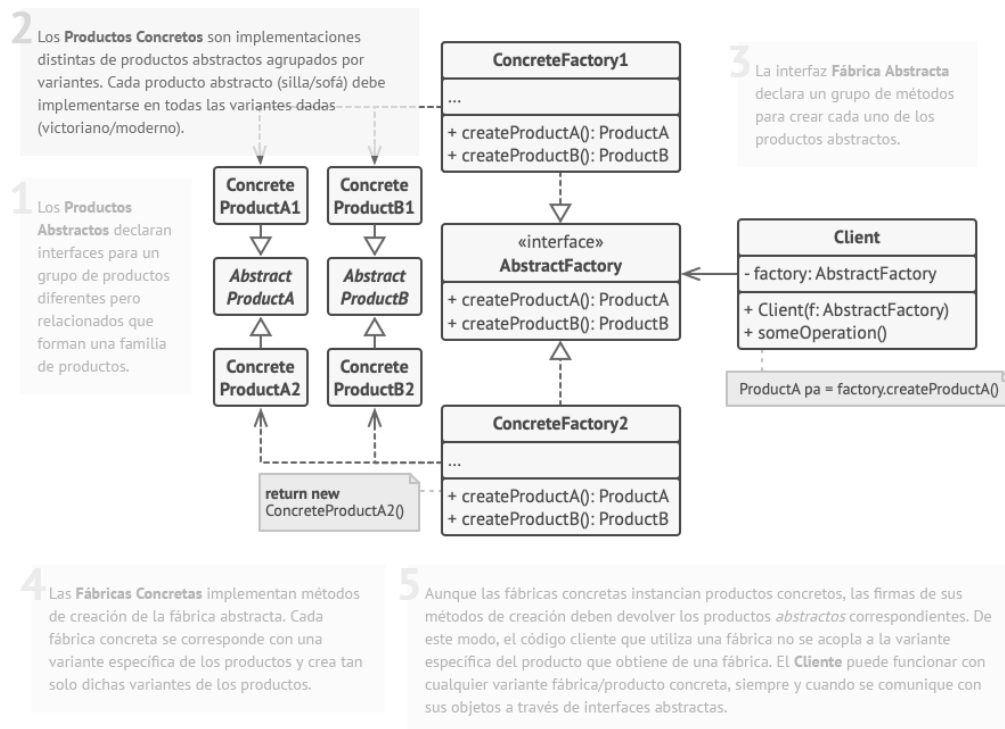 2
Los Productos Concretos son implementaciones
distintas de productos abstractos agrupados por
variantes. Cada producto abstracto (silla/sofá) debe
implementarse en todas las variantes dadas
(victoriano/moderno).
ConcreteFactory1
...
+ createProductA(): ProductA
+ createProductB(): ProductB
3
La interfaz Fábrica Abstracta
declara un grupo de métodos
para crear cada uno de los
productos abstractos.
1
Los Productos
Abstractos declaran
interfaces para un
grupo de productos
diferentes pero
relacionados que
forman una familia
de productos.
Concrete
ProductA1
Concrete
ProductB1
Abstract
ProductA
Abstract
ProductB
Concrete
ProductA2
Concrete
ProductB2
«interface»
AbstractFactory
+ createProductA(): ProductA
+ createProductB(): ProductB
Client
- factory: AbstractFactory
+ Client(f: AbstractFactory)
+ someOperation()
ProductA pa = factory.createProductA()
ConcreteFactory2
...
+ createProductA(): ProductA
+ createProductB(): ProductB
return new
ConcreteProductA2()
4
Las Fábricas Concretas implementan métodos
de creación de la fábrica abstracta. Cada
fábrica concreta se corresponde con una
variante específica de los productos y crea tan
solo dichas variantes de los productos.
5
Aunque las fábricas concretas instancian productos concretos, las firmas de sus
métodos de creación deben devolver los productos abstractos correspondientes. De
este modo, el código cliente que utiliza una fábrica no se acopla a la variante
específica del producto que obtiene de una fábrica. El Cliente puede funcionar con
cualquier variante fábrica/producto concreta, siempre y cuando se comunique con
sus objetos a través de interfaces abstractas.